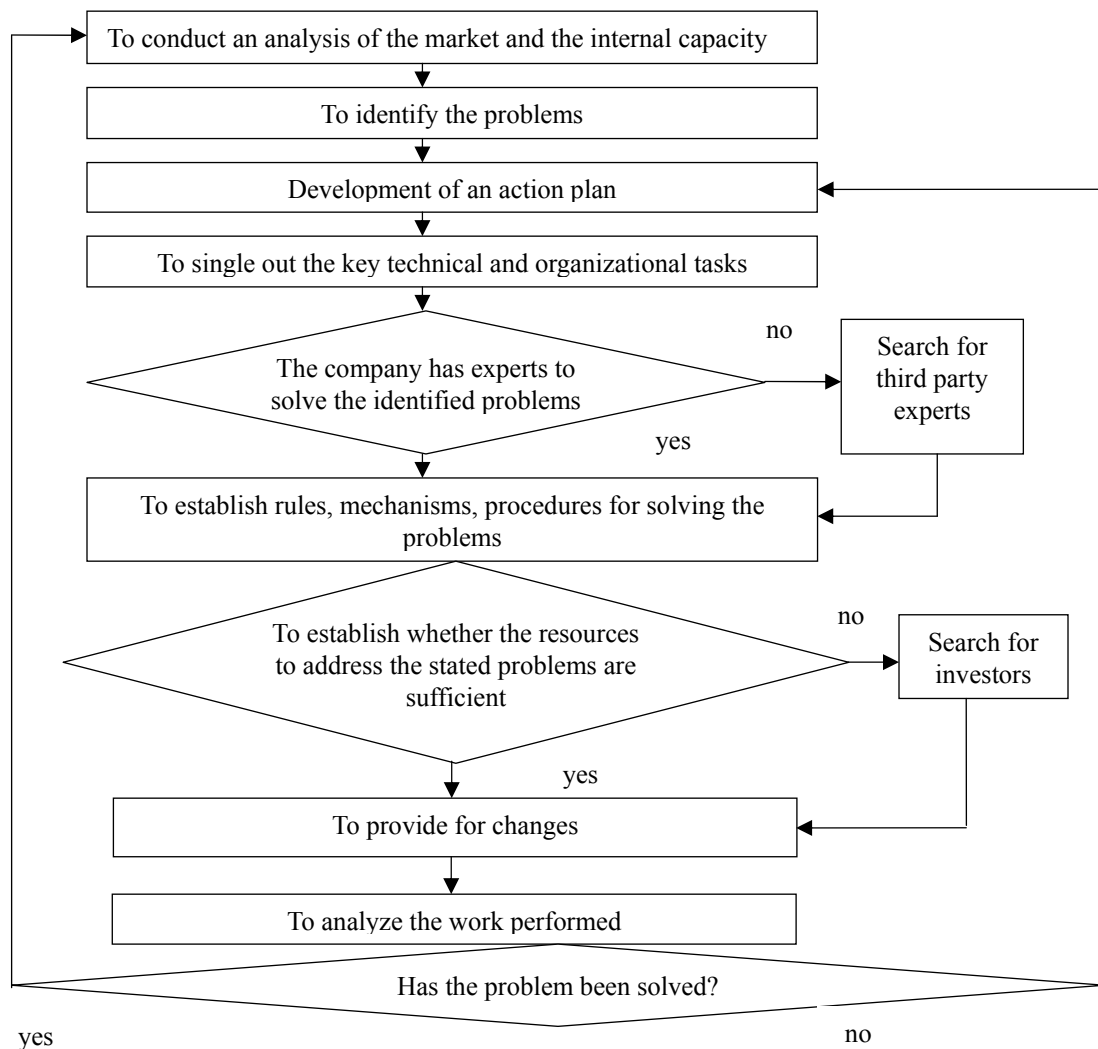 To conduct an analysis of the market and the internal capacity
To identify the problems
Development of an action plan
To single out the key technical and organizational tasks
no
The company has experts to
solve the identified problems
Search for
third party
experts
yes
To establish rules, mechanisms, procedures for solving the
problems
no
To establish whether the resources
to address the stated problems are
sufficient
Search for
investors
yes
To provide for changes
To analyze the work performed
Has the problem been solved?
yes
no